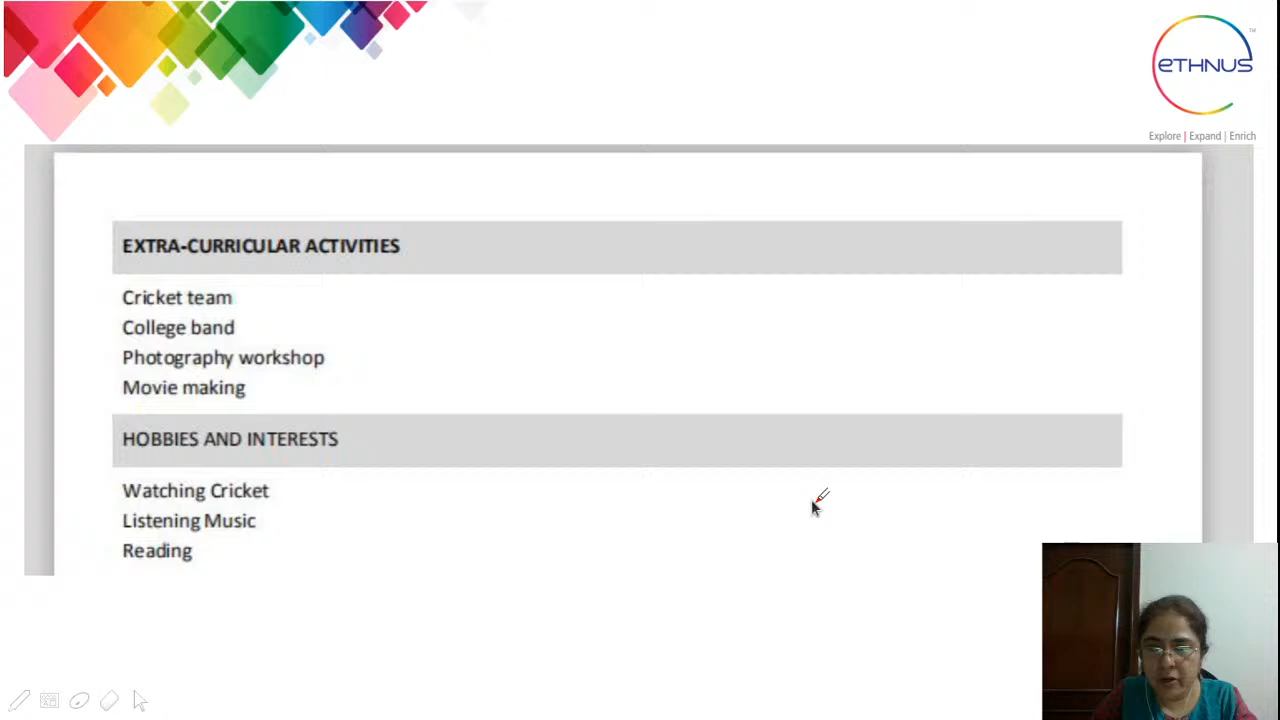 eTHNUS
TM
Explore | Expand | Enrich
EXTRA-CURRICULAR ACTIVITIES
Cricket team
College band
Photography workshop
Movie making
HOBBIES AND INTERESTS
Watching Cricket
Listening Music
Reading